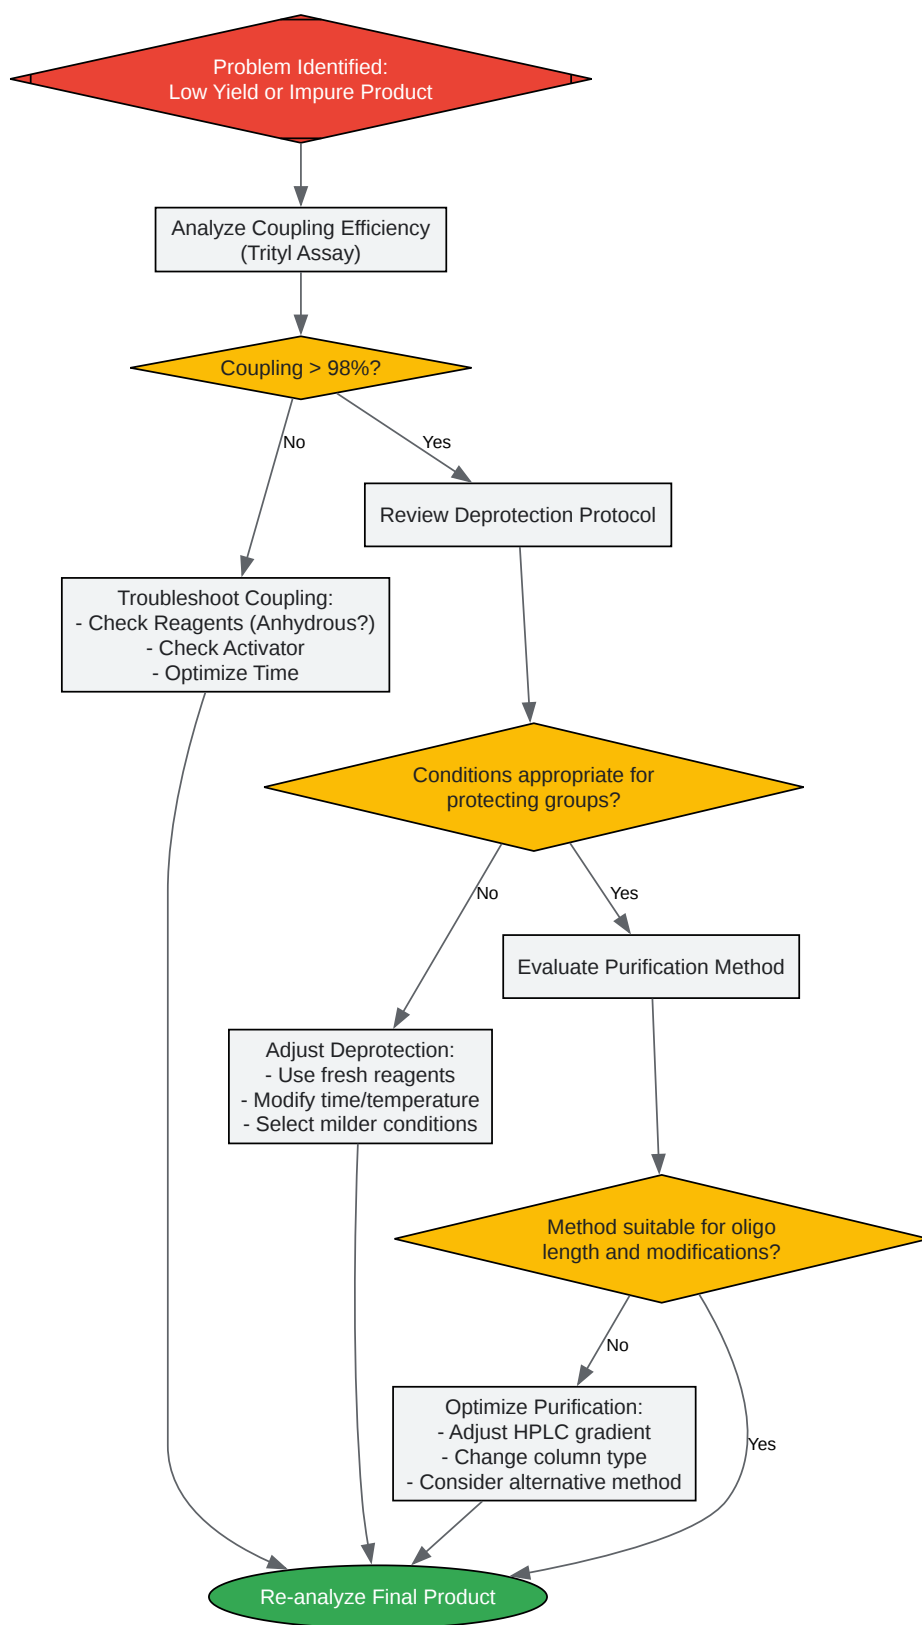 Problem Identified:
Low Yield or Impure Product
Analyze Coupling Efficiency
(Trityl Assay)
Coupling > 98%?
No
Yes
Review Deprotection Protocol
Troubleshoot Coupling:
- Check Reagents (Anhydrous?)
- Check Activator
- Optimize Time
Conditions appropriate for
protecting groups?
No
Yes
Evaluate Purification Method
Adjust Deprotection:
- Use fresh reagents
- Modify time/temperature
- Select milder conditions
Method suitable for oligo
length and modifications?
No
Optimize Purification:
- Adjust HPLC gradient
- Change column type
- Consider alternative method
Yes
Re-analyze Final Product